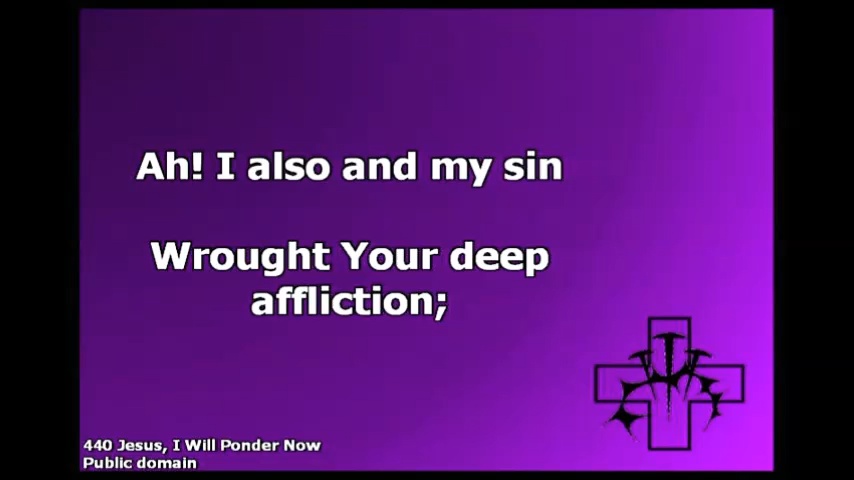 Ah! I also and my sin
Wrought Your deep
affliction;
440 Jesus, I Will Ponder Now
Public domain